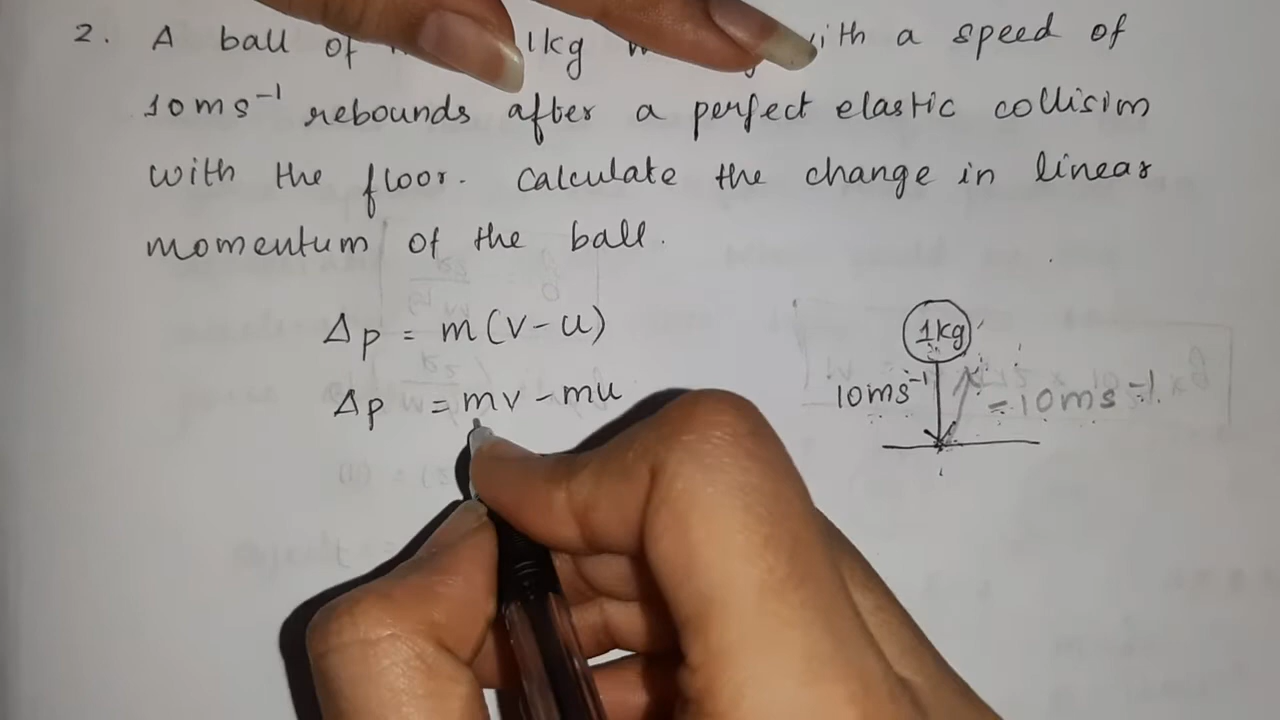 2. A ball of 1kg with a speed of
10ms⁻¹ rebounds after a perfect elastic collision
with the floor. Calculate the change in linear
momentum of the ball.
Δp = m(v-u)
Δp = mv - mu
1kg
10ms⁻¹
= 10ms⁻¹